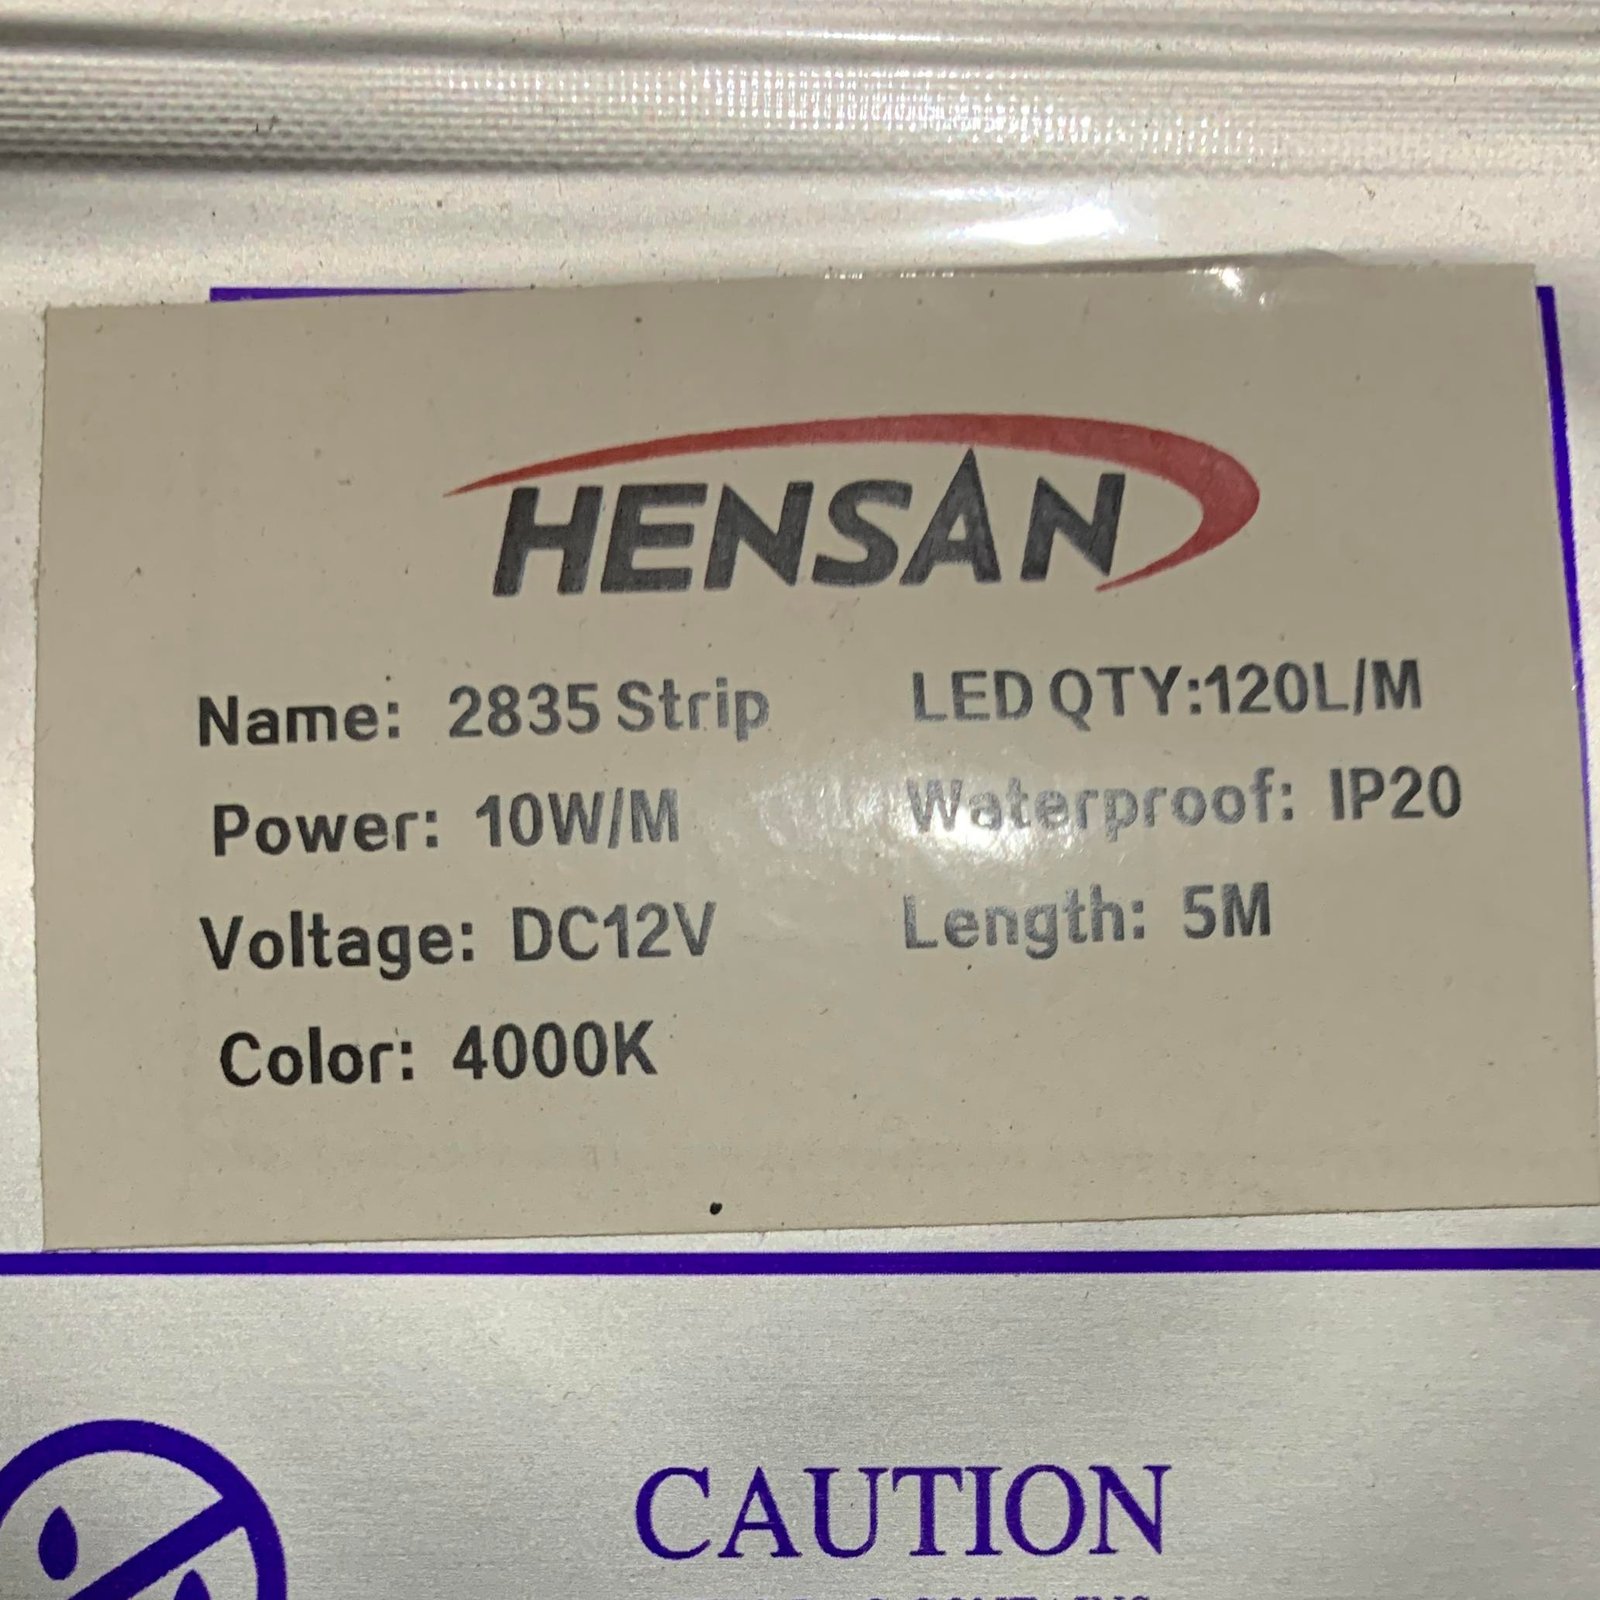 HENSAN
Name: 2835 Strip LED QTY:120L/M
Power: 10W/M Waterproof: IP20
Voltage: DC12V Length: 5M
Color: 4000K
CAUTION